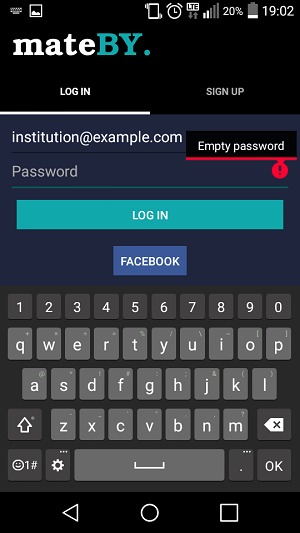 LTE 20% 19:02
mateBY.
LOG IN SIGN UP
institution@example.com
Empty password
Password
LOG IN
FACEBOOK
1 2 3 4 5 6 7 8 9 0
q w e r t y u i o p
a s d f g h j k l
z x c v b n m
1# . OK